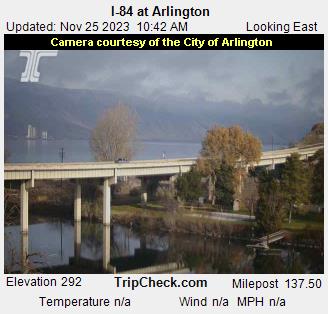 I-84 at Arlington
Updated: Nov 25 2023 10:42 AM Looking East
Camera courtesy of the City of Arlington
Elevation 292 TripCheck.com Milepost 137.50
Temperature n/a Wind n/a MPH n/a